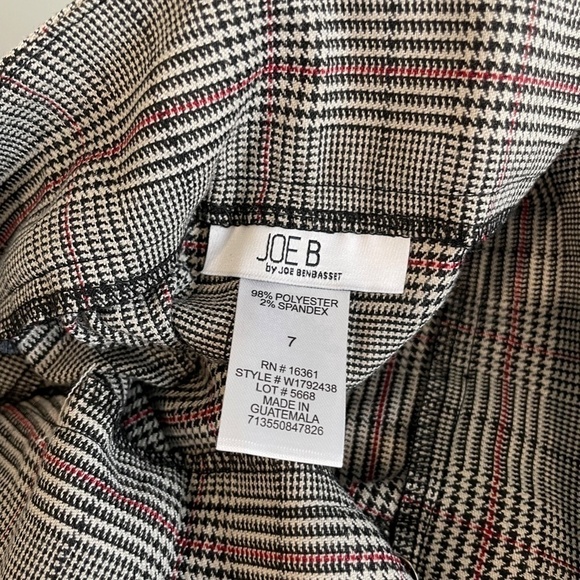 JOE B
by JOE BENBASSET
98% POLYESTER
2% SPANDEX
7
RN # 16361
STYLE # W1792438
LOT # 5668
MADE IN
GUATEMALA
713550847826